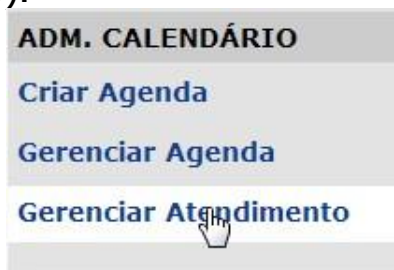 ).
ADM. CALENDÁRIO
Criar Agenda
Gerenciar Agenda
Gerenciar Atendimento